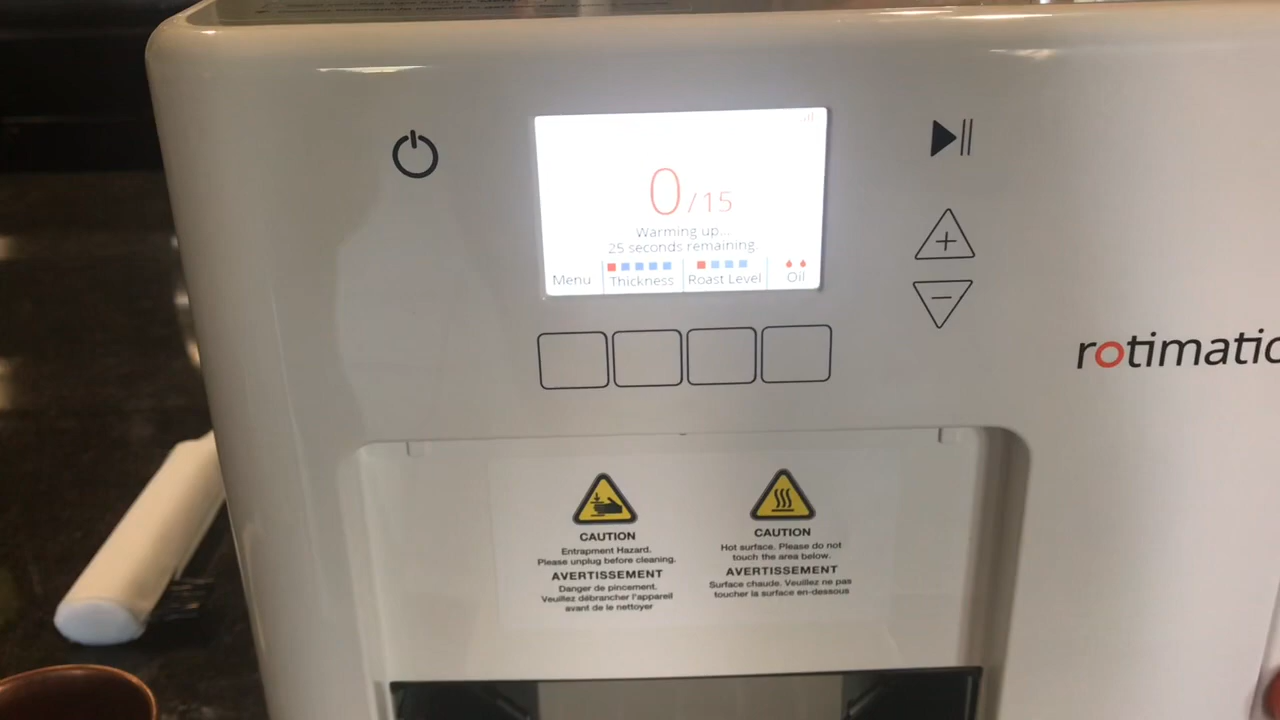 0/15
Warming up...
25 seconds remaining.
Menu Thickness Roast Level Oil
rotimatic
CAUTION
Entrapment Hazard.
Please unplug before cleaning.
AVERTISSEMENT
Danger de pincement.
Veuillez débrancher l'appareil
avant de le nettoyer
CAUTION
Hot surface. Please do not
touch the area below.
AVERTISSEMENT
Surface chaude. Veuillez ne pas
toucher la surface en-dessous